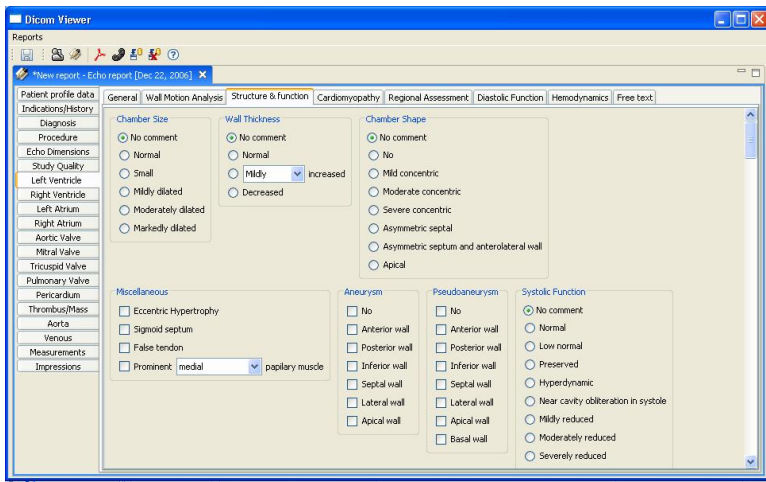 Dicom Viewer
Reports
*New report - Echo report [Dec 22, 2006]
Patient profile data
Indications/History
Diagnosis
Procedure
Echo Dimensions
Study Quality
Left Ventricle
Right Ventricle
Left Atrium
Right Atrium
Aortic Valve
Mitral Valve
Tricuspid Valve
Pulmonary Valve
Pericardium
Thrombus/Mass
Aorta
Venous
Measurements
Impressions
General Wall Motion Analysis Structure & function Cardiomyopathy Regional Assessment Diastolic Function Hemodynamics Free text
Chamber Size
No comment
Normal
Small
Mildly dilated
Moderately dilated
Markedly dilated
Wall Thickness
No comment
Normal
Mildly increased
Decreased
Chamber Shape
No comment
No
Mild concentric
Moderate concentric
Severe concentric
Asymmetric septal
Asymmetric septum and anterolateral wall
Apical
Miscellaneous
Eccentric Hypertrophy
Sigmoid septum
False tendon
Prominent medial papilary muscle
Aneurysm
No
Anterior wall
Posterior wall
Inferior wall
Septal wall
Lateral wall
Apical wall
Pseudoaneurysm
No
Anterior wall
Posterior wall
Inferior wall
Septal wall
Lateral wall
Apical wall
Basal wall
Systolic Function
No comment
Normal
Low normal
Preserved
Hyperdynamic
Near cavity obliteration in systole
Mildly reduced
Moderately reduced
Severely reduced